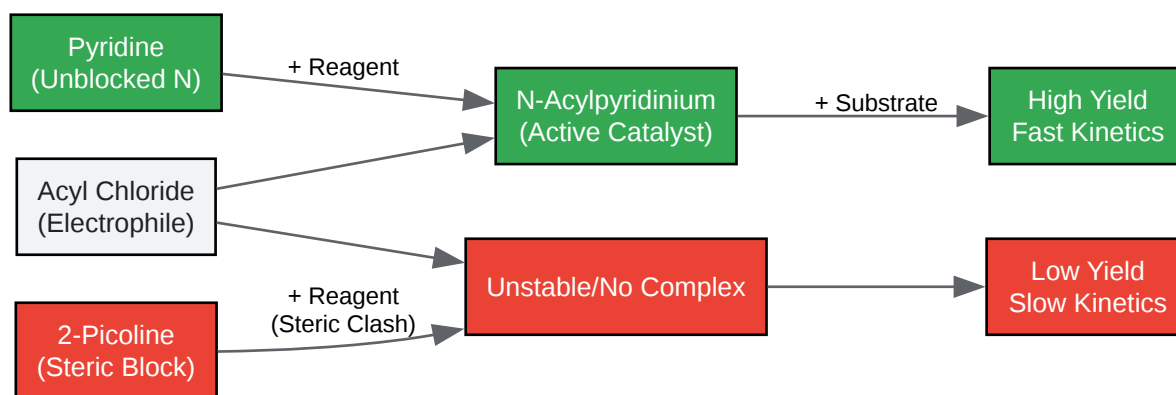 Pyridine
(Unblocked N)
+ Reagent
N-Acylpyridinium
(Active Catalyst)
+ Substrate
High Yield
Fast Kinetics
Acyl Chloride
(Electrophile)
+ Reagent
(Steric Clash)
Unstable/No Complex
Low Yield
Slow Kinetics
2-Picoline
(Steric Block)